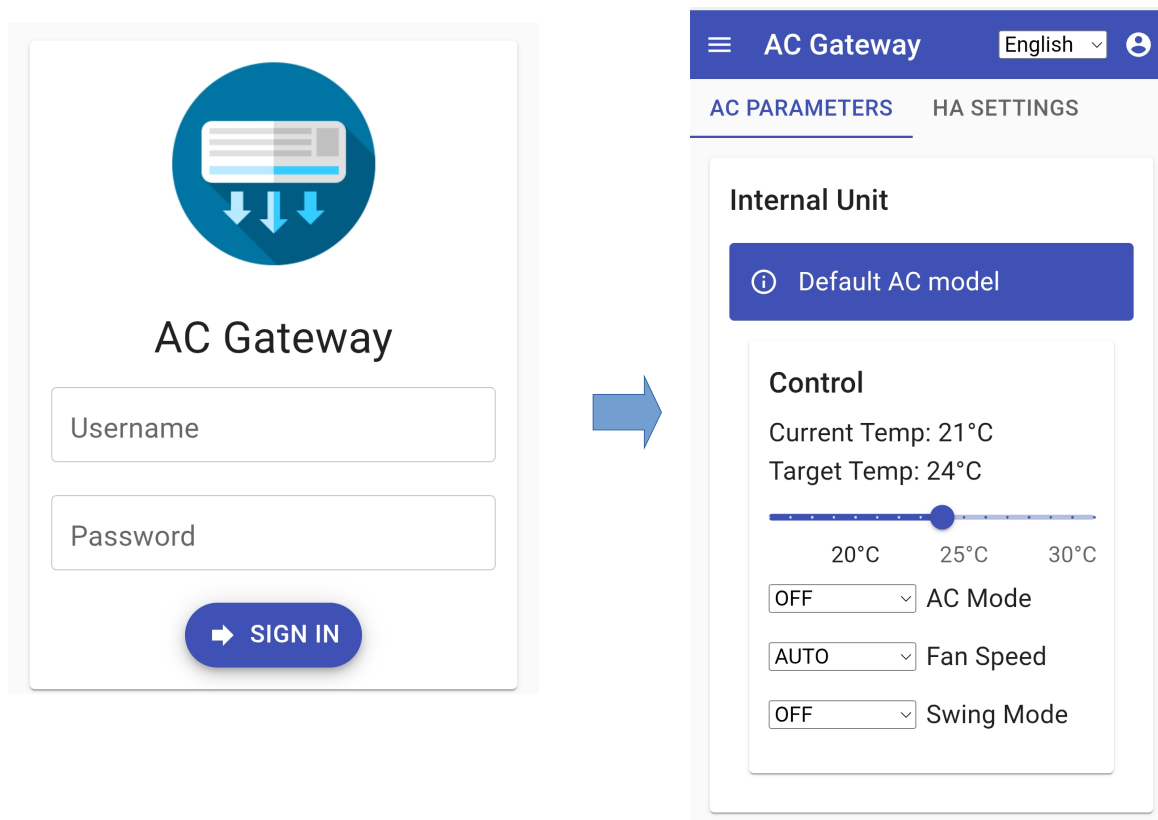 AC Gateway
Username
Password
SIGN IN
AC Gateway English
AC PARAMETERS HA SETTINGS
Internal Unit
Default AC model
Control
Current Temp: 21°C
Target Temp: 24°C
20°C 25°C 30°C
OFF AC Mode
AUTO Fan Speed
OFF Swing Mode